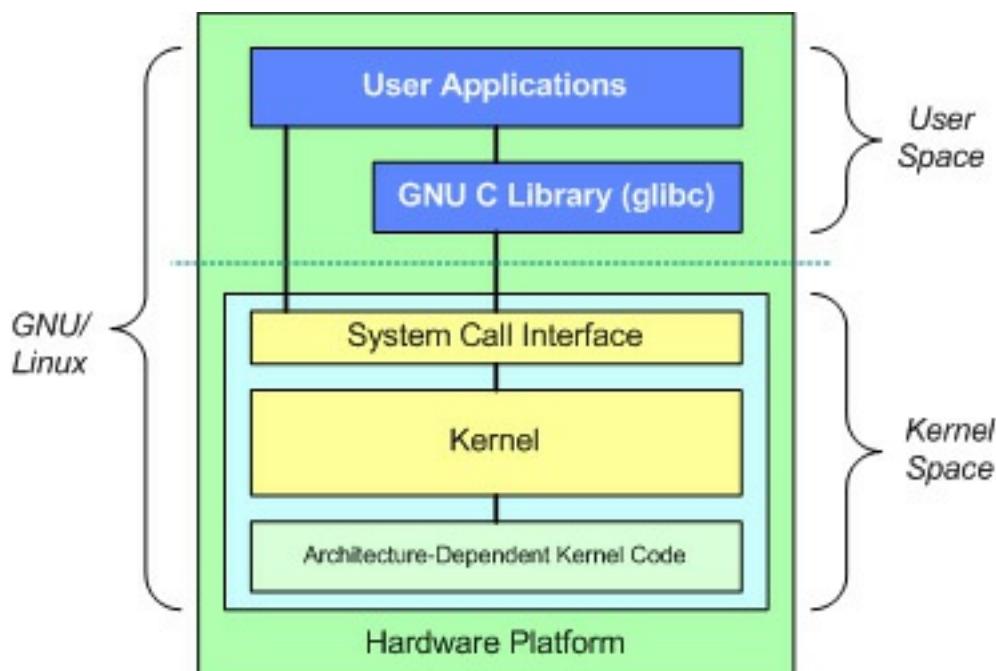 User Applications
GNU C Library (glibc)
User
Space
GNU/
Linux
System Call Interface
Kernel
Kernel
Space
Architecture-Dependent Kernel Code
Hardware Platform